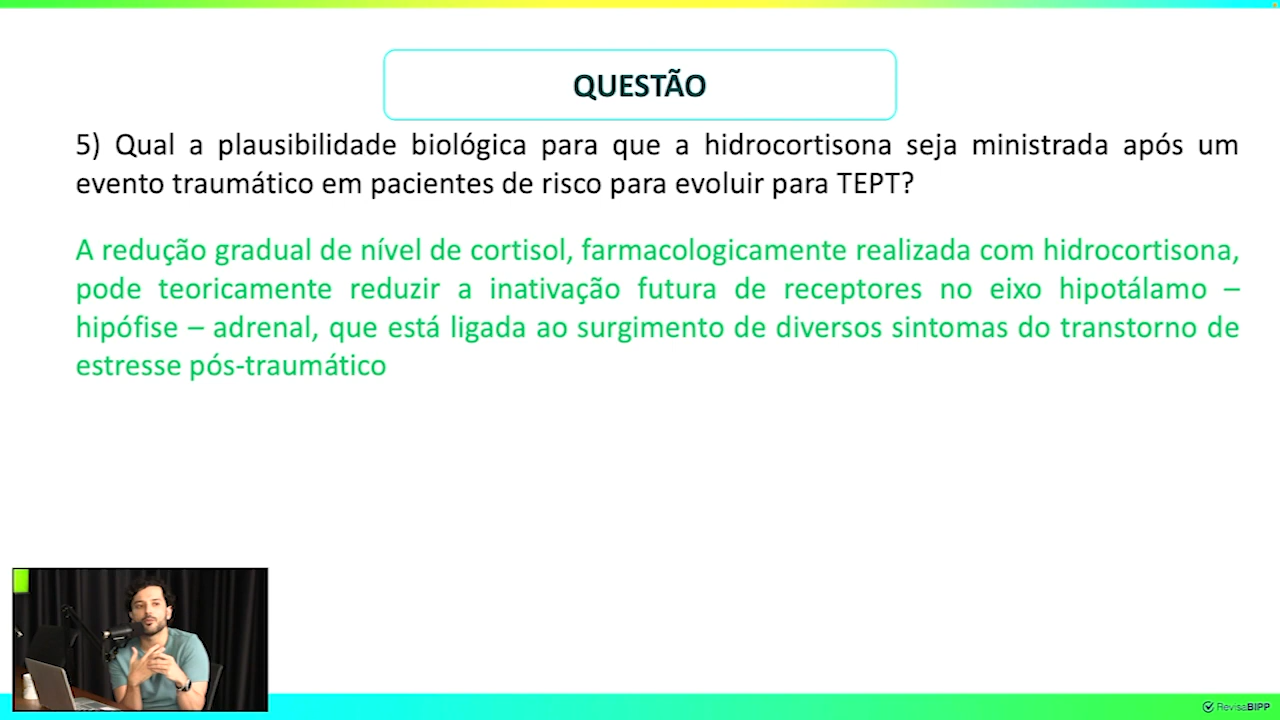 QUESTÃO
5) Qual a plausibilidade biológica para que a hidrocortisona seja ministrada após um
evento traumático em pacientes de risco para evoluir para TEPT?
A redução gradual de nível de cortisol, farmacologicamente realizada com hidrocortisona,
pode teoricamente reduzir a inativação futura de receptores no eixo hipotálamo –
hipófise – adrenal, que está ligada ao surgimento de diversos sintomas do transtorno de
estresse pós-traumático
RevisaBIPP